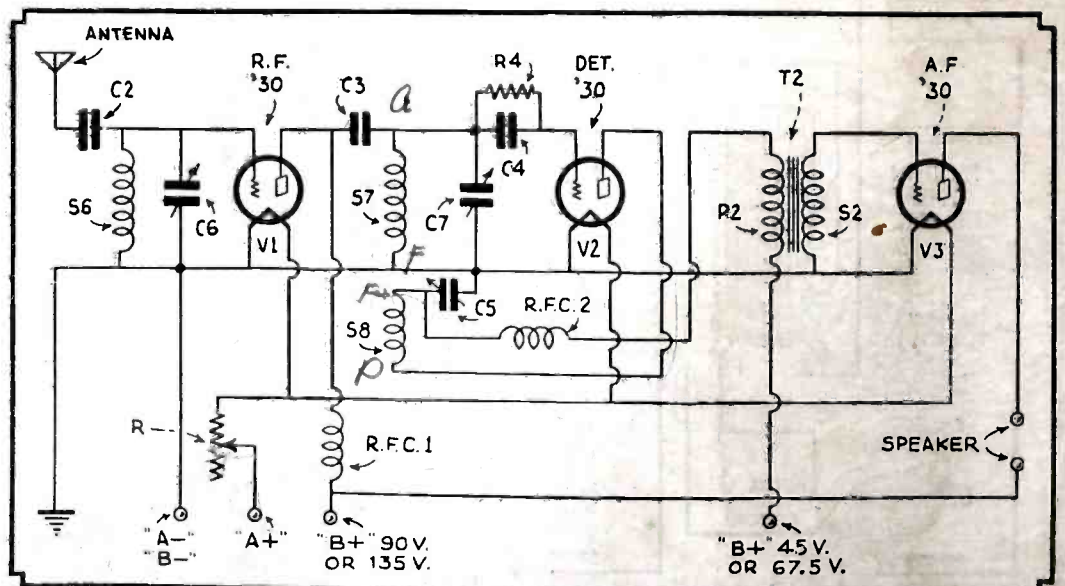 ANTENNA
C2
R.F.
'30
C3
a
R4
DET.
'30
T2
A.F
'30
S6
C6
V1
S7
C7
C4
V2
P2
S2
V3
F
F
C5
S8
R.F.C.2
P
R
R.F.C.1
SPEAKER
"A-"
"B-"
"A+"
"B+" 90 V.
OR 135 V.
"B+" 45 V.
OR 67.5 V.